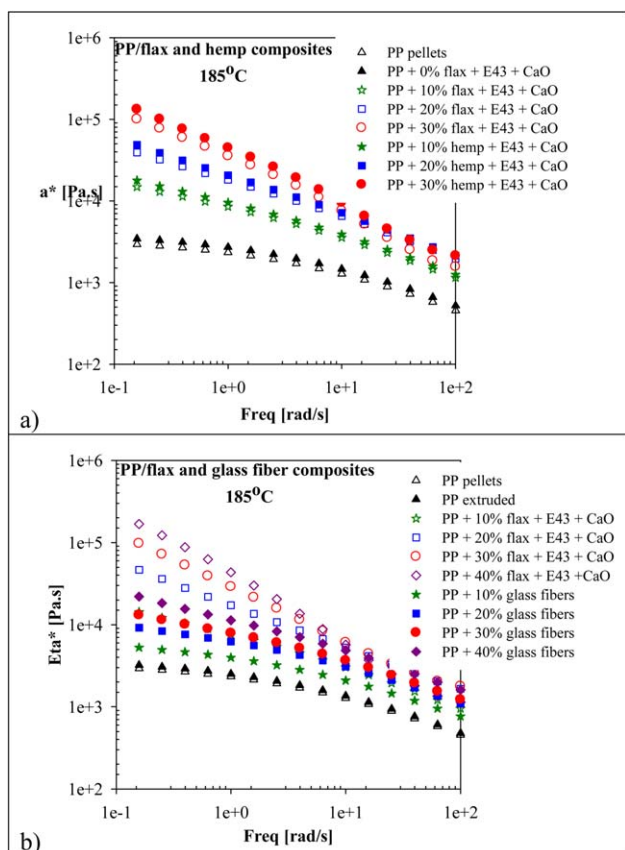 PP/flax and hemp composites
185°C
PP pellets
PP + 0% flax + E43 + CaO
PP + 10% flax + E43 + CaO
PP + 20% flax + E43 + CaO
PP + 30% flax + E43 + CaO
PP + 10% hemp + E43 + CaO
PP + 20% hemp + E43 + CaO
PP + 30% hemp + E43 + CaO
1e+6
1e+5
a* [Pa.s]
1e+4
1e+3
1e+2
1e-1 1e+0 1e+1 1e+2
Freq [rad/s]
a)
PP/flax and glass fiber composites
185°C
PP pellets
PP extruded
PP + 10% flax + E43 + CaO
PP + 20% flax + E43 + CaO
PP + 30% flax + E43 + CaO
PP + 40% flax + E43 +CaO
PP + 10% glass fibers
PP + 20% glass fibers
PP + 30% glass fibers
PP + 40% glass fibers
1e+6
1e+5
Eta* [Pa.s]
1e+4
1e+3
1e+2
1e-1 1e+0 1e+1 1e+2
Freq [rad/s]
b)